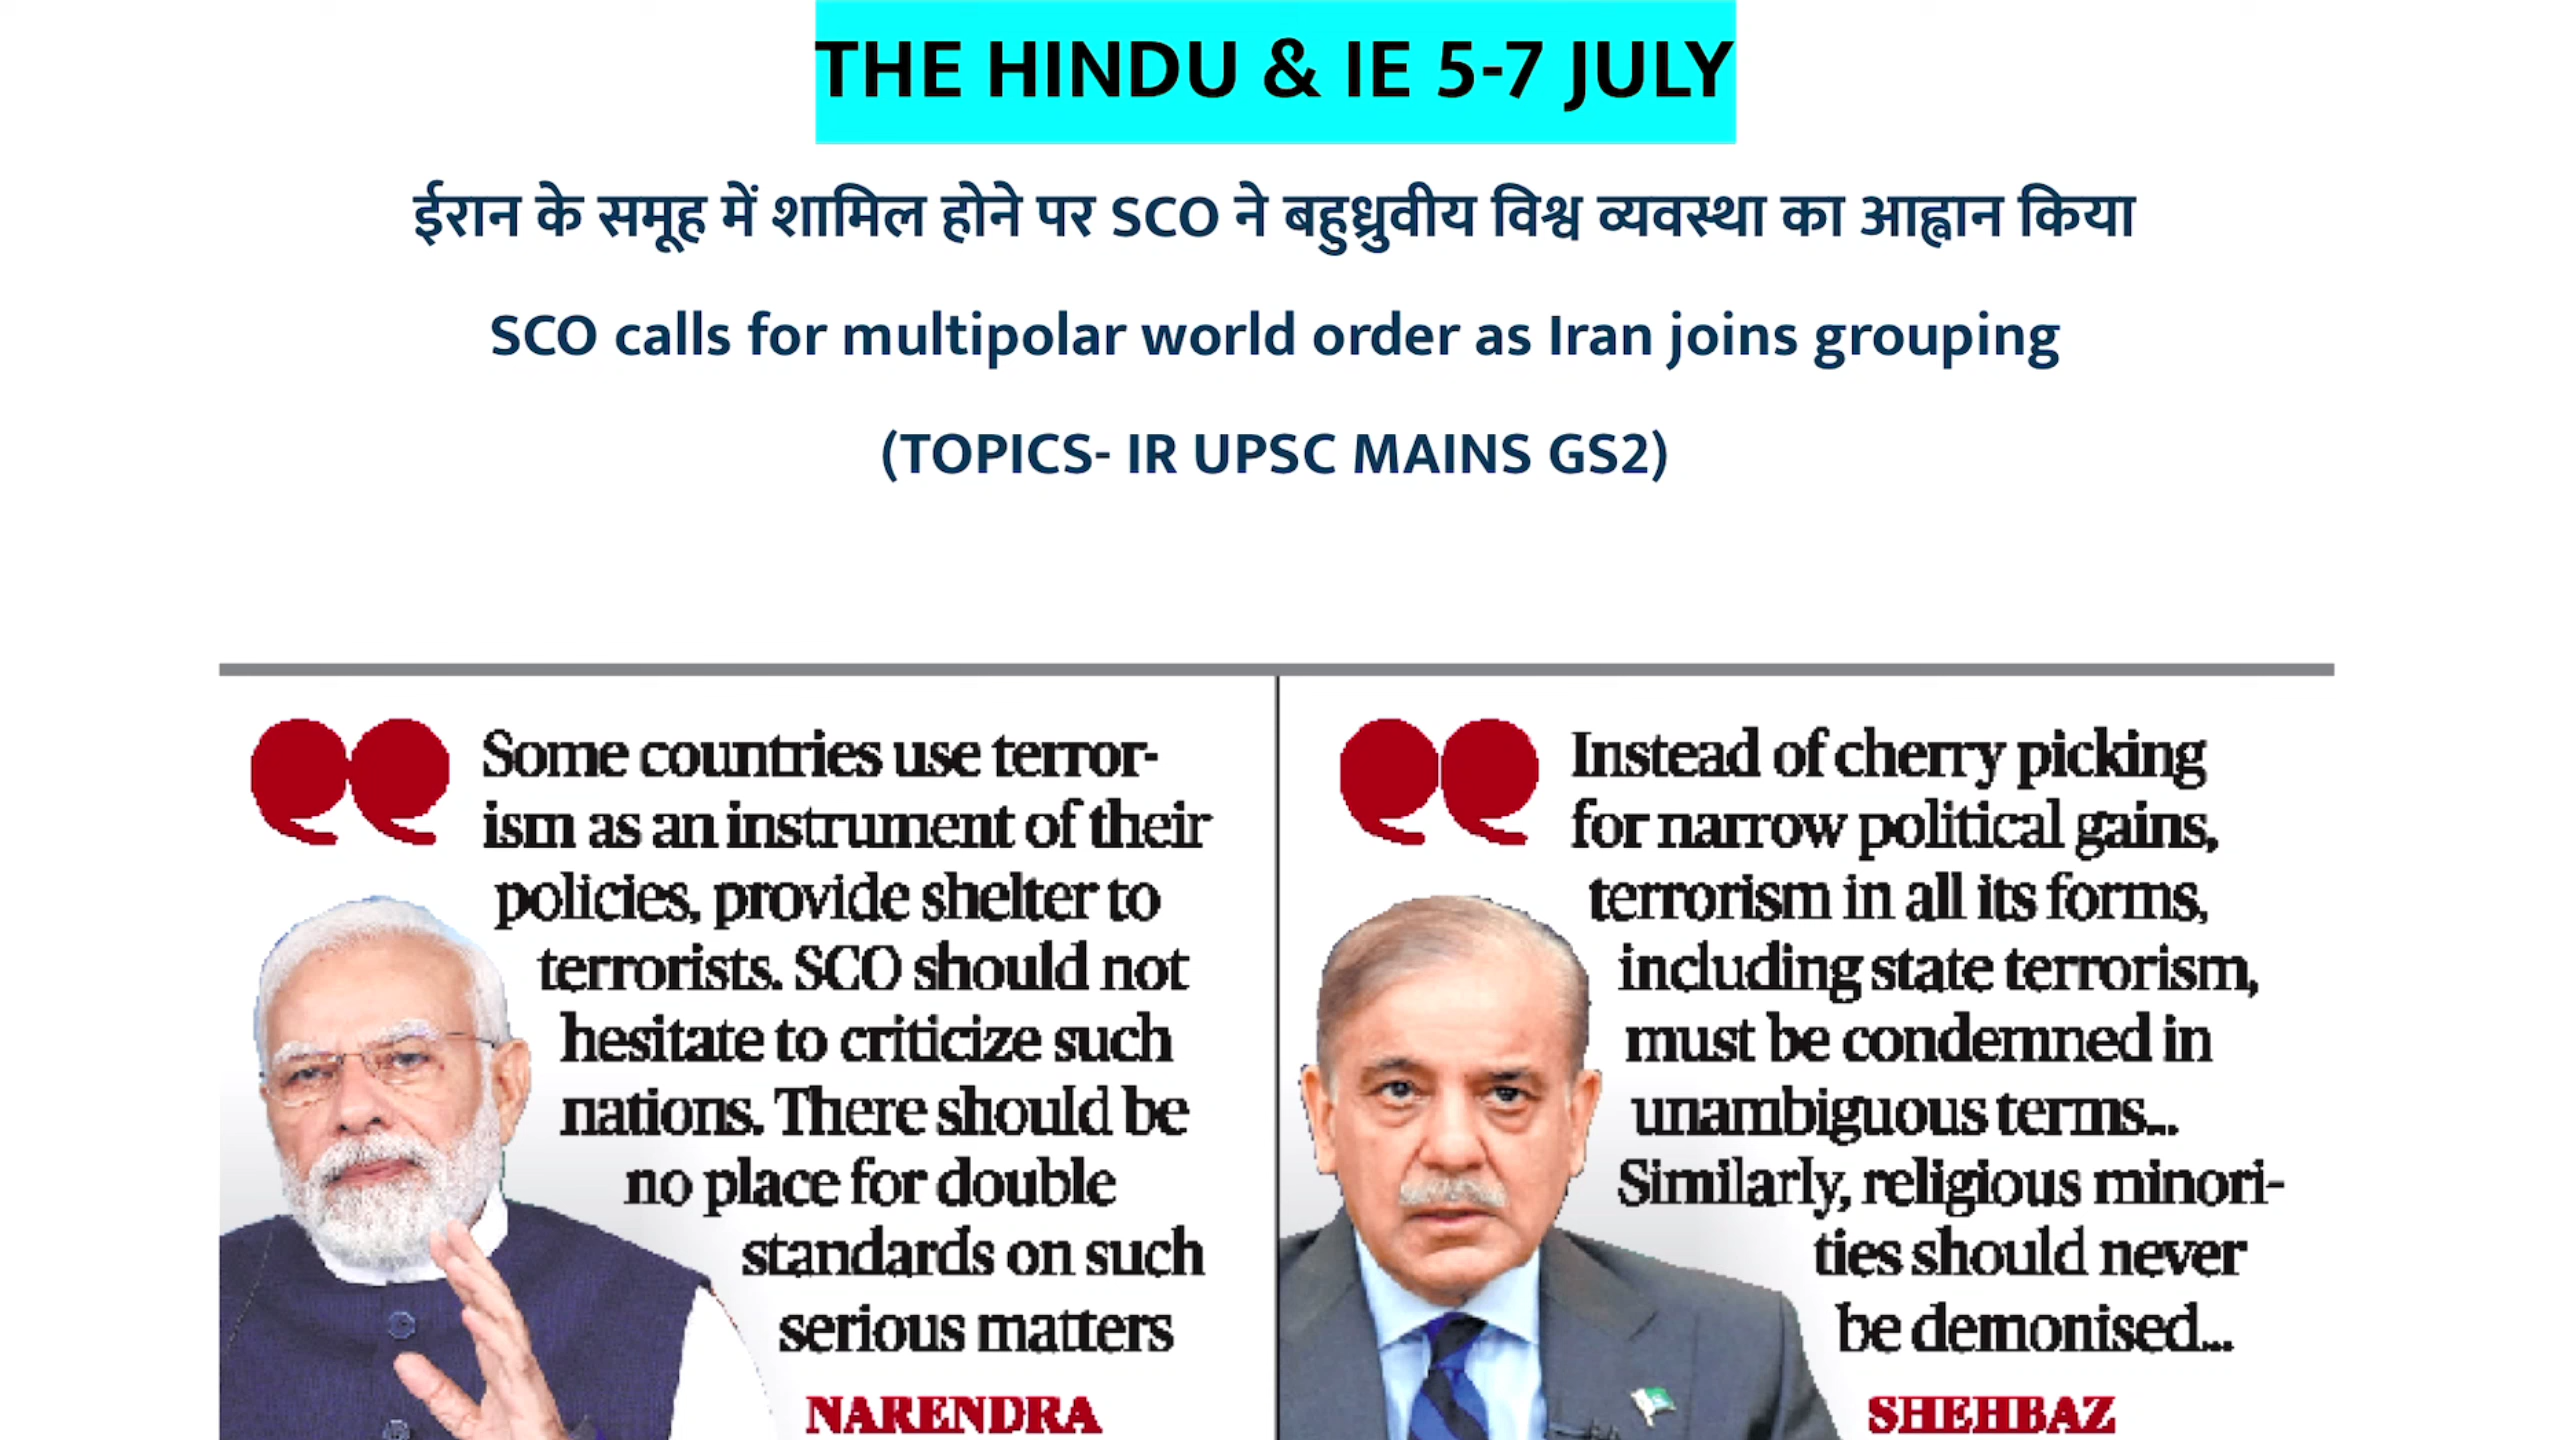 THE HINDU & IE 5-7 JULY
ईरान के समूह में शामिल होने पर SCO ने बहुध्रुवीय विश्व व्यवस्था का आह्वान किया
SCO calls for multipolar world order as Iran joins grouping
(TOPICS- IR UPSC MAINS GS2)
Some countries use terror-
ism as an instrument of their
policies, provide shelter to
terrorists. SCO should not
hesitate to criticize such
nations. There should be
no place for double
standards on such
serious matters
NARENDRA
Instead of cherry picking
for narrow political gains,
terrorism in all its forms,
including state terrorism,
must be condemned in
unambiguous terms...
Similarly, religious minori-
ties should never
be demonised...
SHEHBAZ